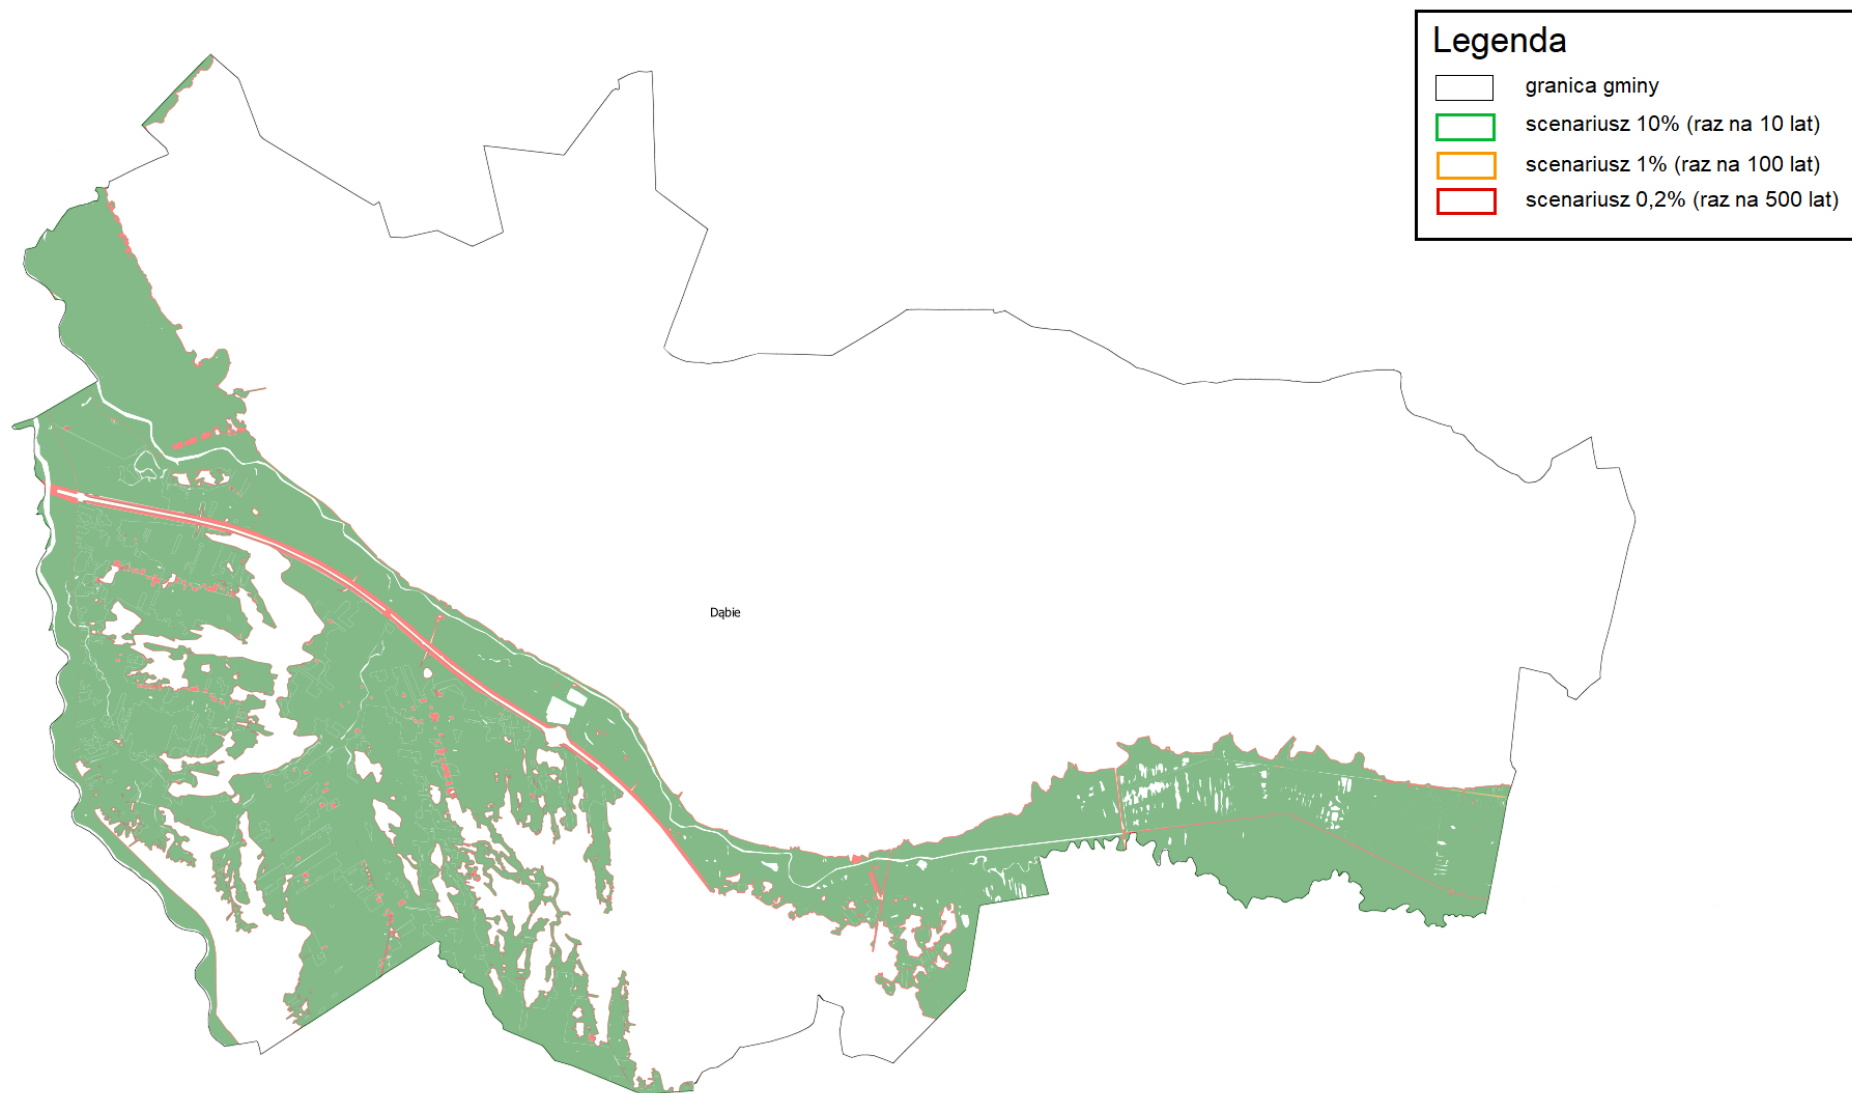 Legenda
granica gminy
scenariusz 10% (raz na 10 lat)
scenariusz 1% (raz na 100 lat)
scenariusz 0,2% (raz na 500 lat)
Dąbie